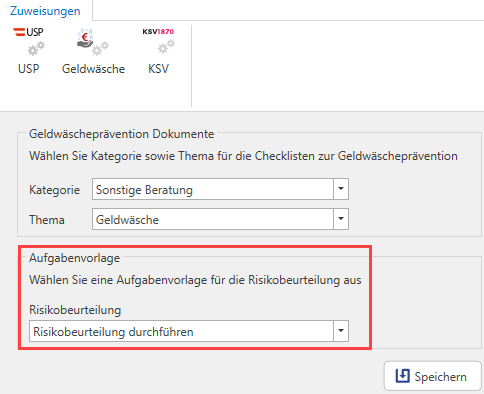 Zuweisungen
USP KSV1870
USP Geldwäsche KSV
Geldwäscheprävention Dokumente
Wählen Sie Kategorie sowie Thema für die Checklisten zur Geldwäscheprävention
Kategorie Sonstige Beratung
Thema Geldwäsche
Aufgabenvorlage
Wählen Sie eine Aufgabenvorlage für die Risikobeurteilung aus
Risikobeurteilung
Risikobeurteilung durchführen
Speichern